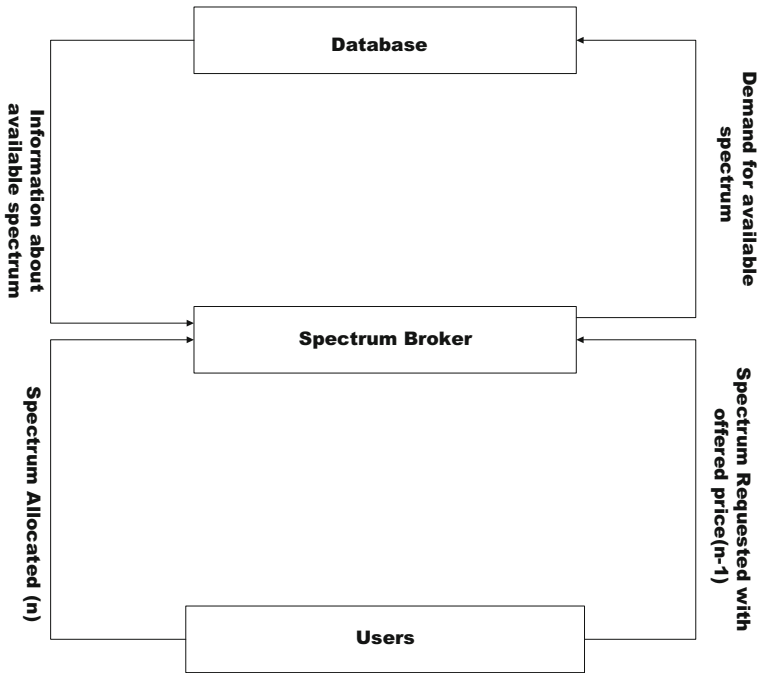 Database
Information about
available spectrum
Demand for available
spectrum
Spectrum Broker
Spectrum Allocated (n)
Spectrum Requested with
offered price(n-1)
Users